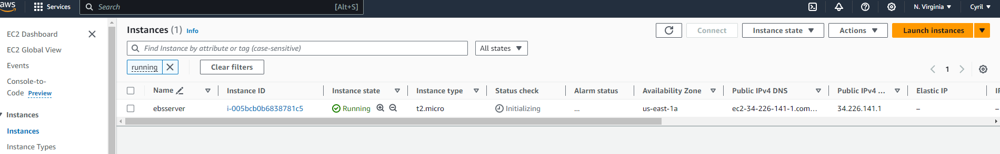 aws Services Search [Alt+S] N. Virginia Cyril
EC2 Dashboard
EC2 Global View
Events
Console-to-
Code Preview
Instances
Instances
Instance Types
Instances (1) Info
Connect Instance state Actions Launch instances
Find Instance by attribute or tag (case-sensitive) All states
running Clear filters
1
Name Instance ID Instance state Instance type Status check Alarm status Availability Zone Public IPv4 DNS Public IPv4 ... Elastic IP
ebsserver i-005bcb0b6838781c5 Running t2.micro Initializing ... us-east-1a ec2-34-226-141-1.com... 34.226.141.1 – –